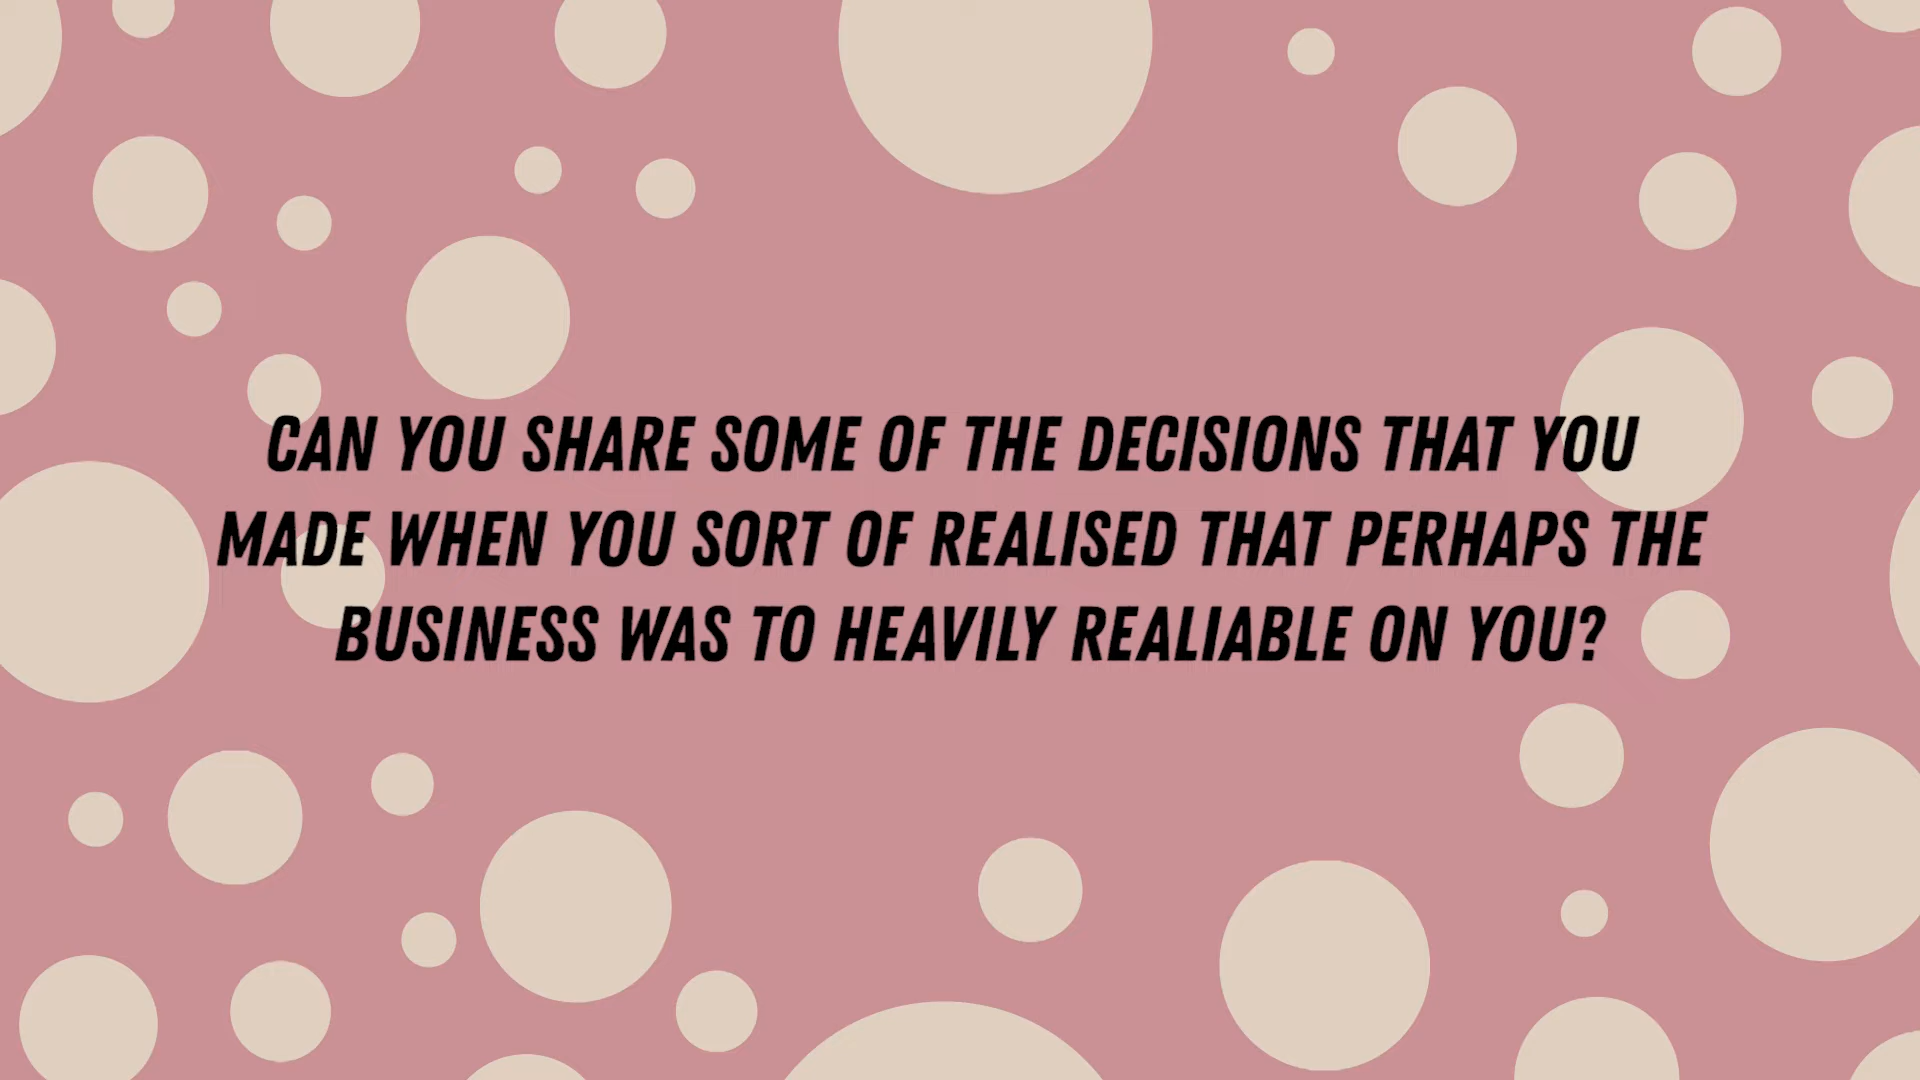 CAN YOU SHARE SOME OF THE DECISIONS THAT YOU
MADE WHEN YOU SORT OF REALISED THAT PERHAPS THE
BUSINESS WAS TO HEAVILY REALIABLE ON YOU?